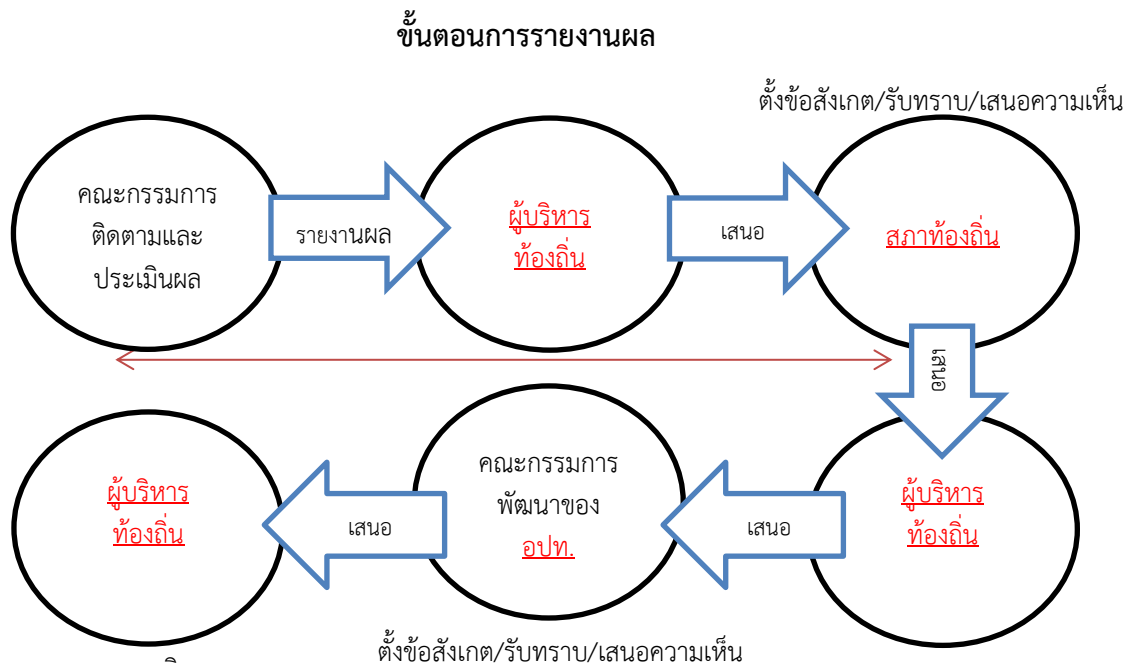 ขั้นตอนการรายงานผล
ตั้งข้อสังเกต/รับทราบ/เสนอความเห็น
คณะกรรมการ
ติดตามและ
ประเมินผล
รายงานผล
ผู้บริหาร
ท้องถิ่น
เสนอ
สภาท้องถิ่น
เสนอ
ผู้บริหาร
ท้องถิ่น
เสนอ
คณะกรรมการ
พัฒนาของ
อปท.
เสนอ
ผู้บริหาร
ท้องถิ่น
ตั้งข้อสังเกต/รับทราบ/เสนอความเห็น